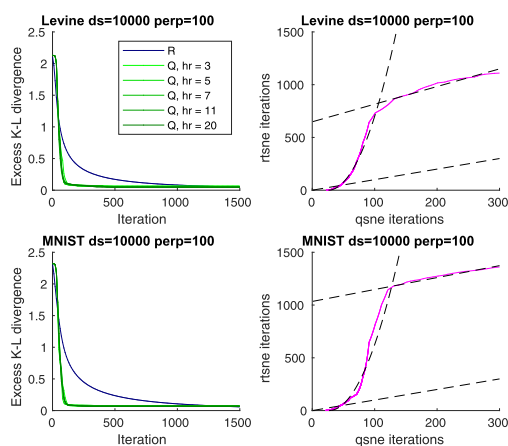 Levine ds=10000 perp=100
Excess K-L divergence
2.5
2
1.5
1
0.5
0
0
500
1000
1500
Iteration
R
Q, hr = 3
Q, hr = 5
Q, hr = 7
Q, hr = 11
Q, hr = 20
Levine ds=10000 perp=100
rtsne iterations
1500
1000
500
0
0
100
200
300
qsne iterations
MNIST ds=10000 perp=100
Excess K-L divergence
2.5
2
1.5
1
0.5
0
0
500
1000
1500
Iteration
MNIST ds=10000 perp=100
rtsne iterations
1500
1000
500
0
0
100
200
300
qsne iterations